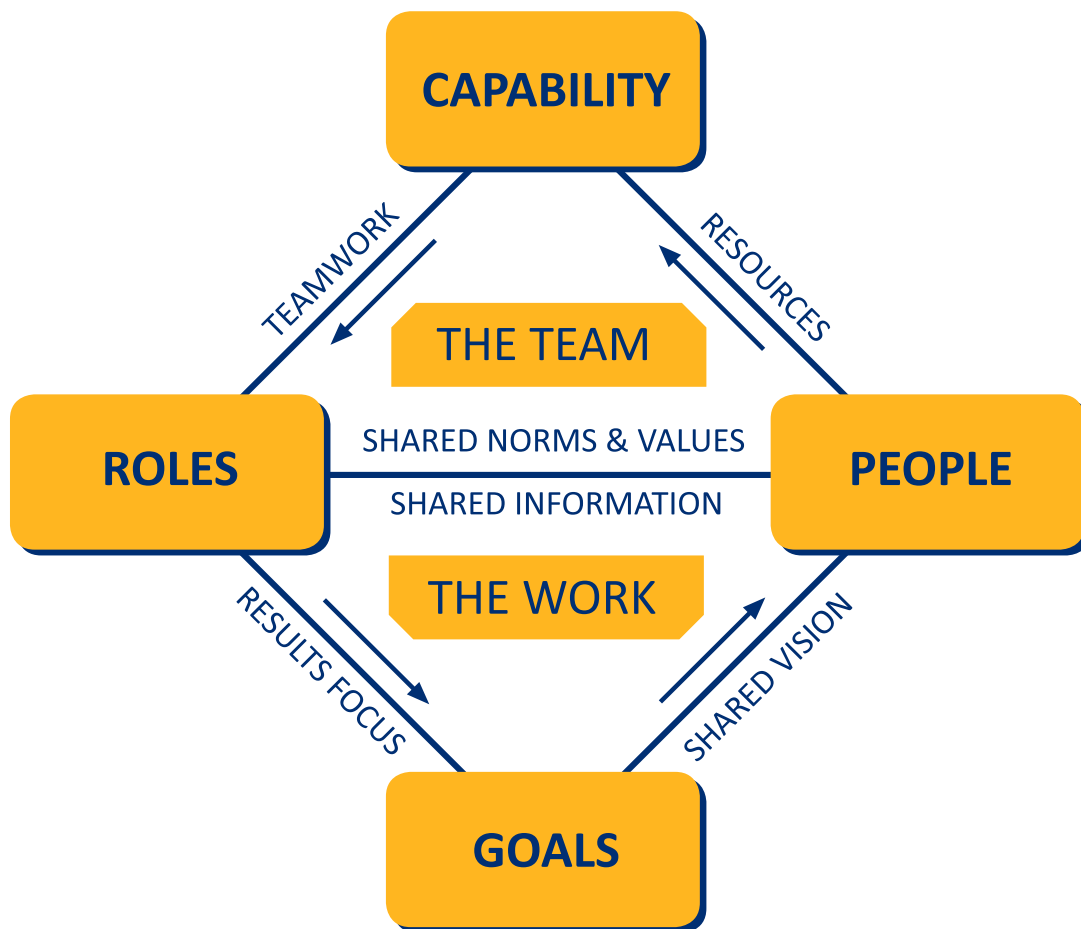 CAPABILITY
TEAMWORK
RESOURCES
THE TEAM
SHARED NORMS & VALUES
ROLES
PEOPLE
SHARED INFORMATION
THE WORK
RESULTS FOCUS
SHARED VISION
GOALS